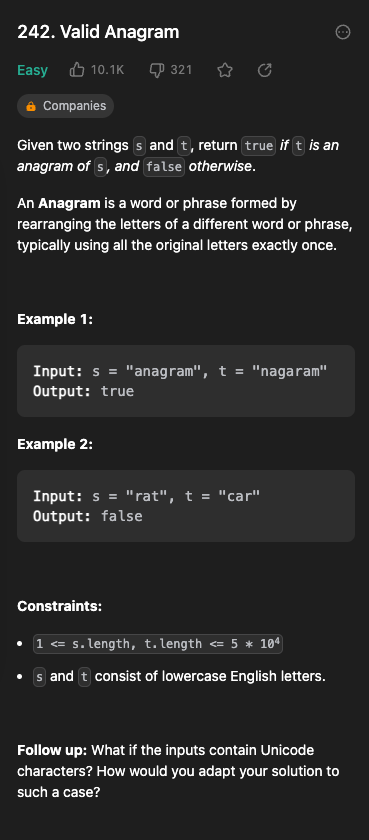 242. Valid Anagram
Easy 10.1K 321
Companies
Given two strings s and t, return true if t is an
anagram of s, and false otherwise.
An Anagram is a word or phrase formed by
rearranging the letters of a different word or phrase,
typically using all the original letters exactly once.
Example 1:
Input: s = "anagram", t = "nagaram"
Output: true
Example 2:
Input: s = "rat", t = "car"
Output: false
Constraints:
• 1 <= s.length, t.length <= 5 * 10⁴
• s and t consist of lowercase English letters.
Follow up: What if the inputs contain Unicode
characters? How would you adapt your solution to
such a case?